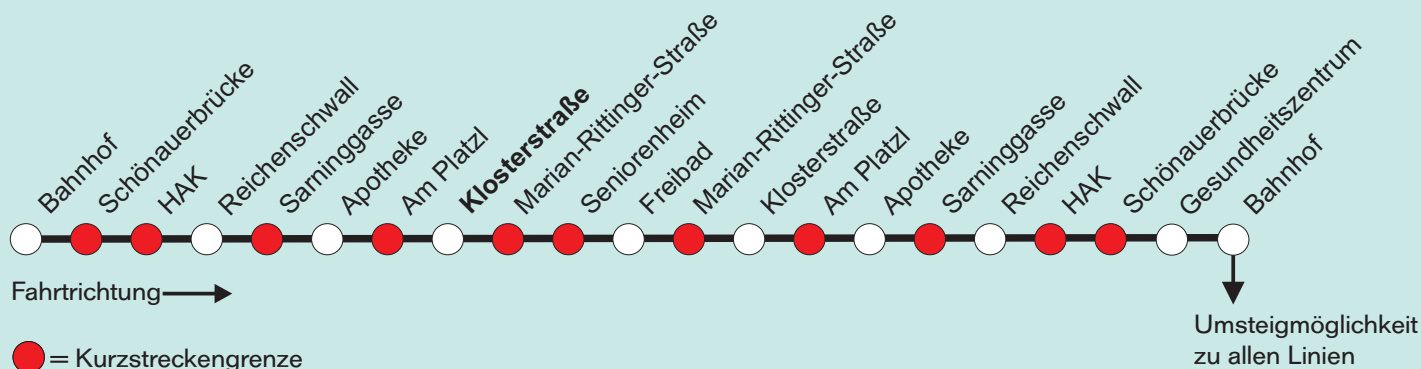 Bahnhof
Schönauerbrücke
HAK
Reichenschwall
Sarninggasse
Apotheke
Am Platzl
Klosterstraße
Marian-Rittinger-Straße
Seniorenheim
Freibad
Marian-Rittinger-Straße
Klosterstraße
Am Platzl
Apotheke
Sarninggasse
Reichenschwall
HAK
Schönauerbrücke
Gesundheitszentrum
Bahnhof
Fahrtrichtung
= Kurzstreckengrenze
Umsteigmöglichkeit
zu allen Linien